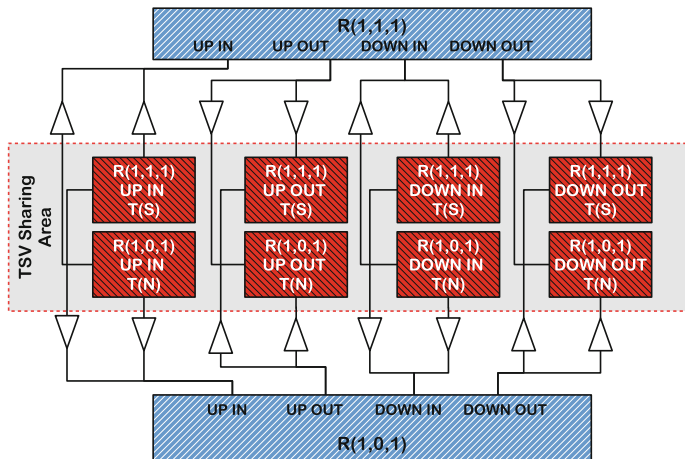 R(1,1,1)
UP IN UP OUT DOWN IN DOWN OUT
TSV Sharing
Area
R(1,1,1)
UP IN
T(S)
R(1,1,1)
UP OUT
T(S)
R(1,1,1)
DOWN IN
T(S)
R(1,1,1)
DOWN OUT
T(S)
R(1,0,1)
UP IN
T(N)
R(1,0,1)
UP OUT
T(N)
R(1,0,1)
DOWN IN
T(N)
R(1,0,1)
DOWN OUT
T(N)
UP IN UP OUT DOWN IN DOWN OUT
R(1,0,1)